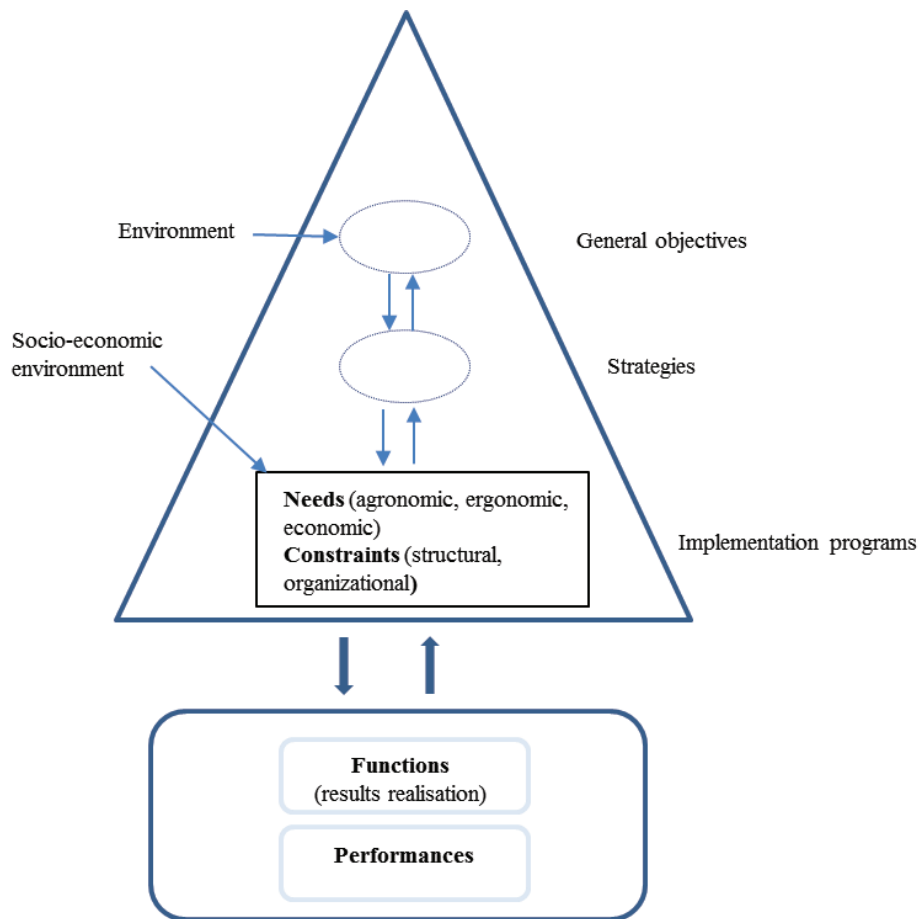 Environment
General objectives
Socio-economic
environment
Strategies
Needs (agronomic, ergonomic,
economic)
Constraints (structural,
organizational)
Implementation programs
Functions
(results realisation)
Performances